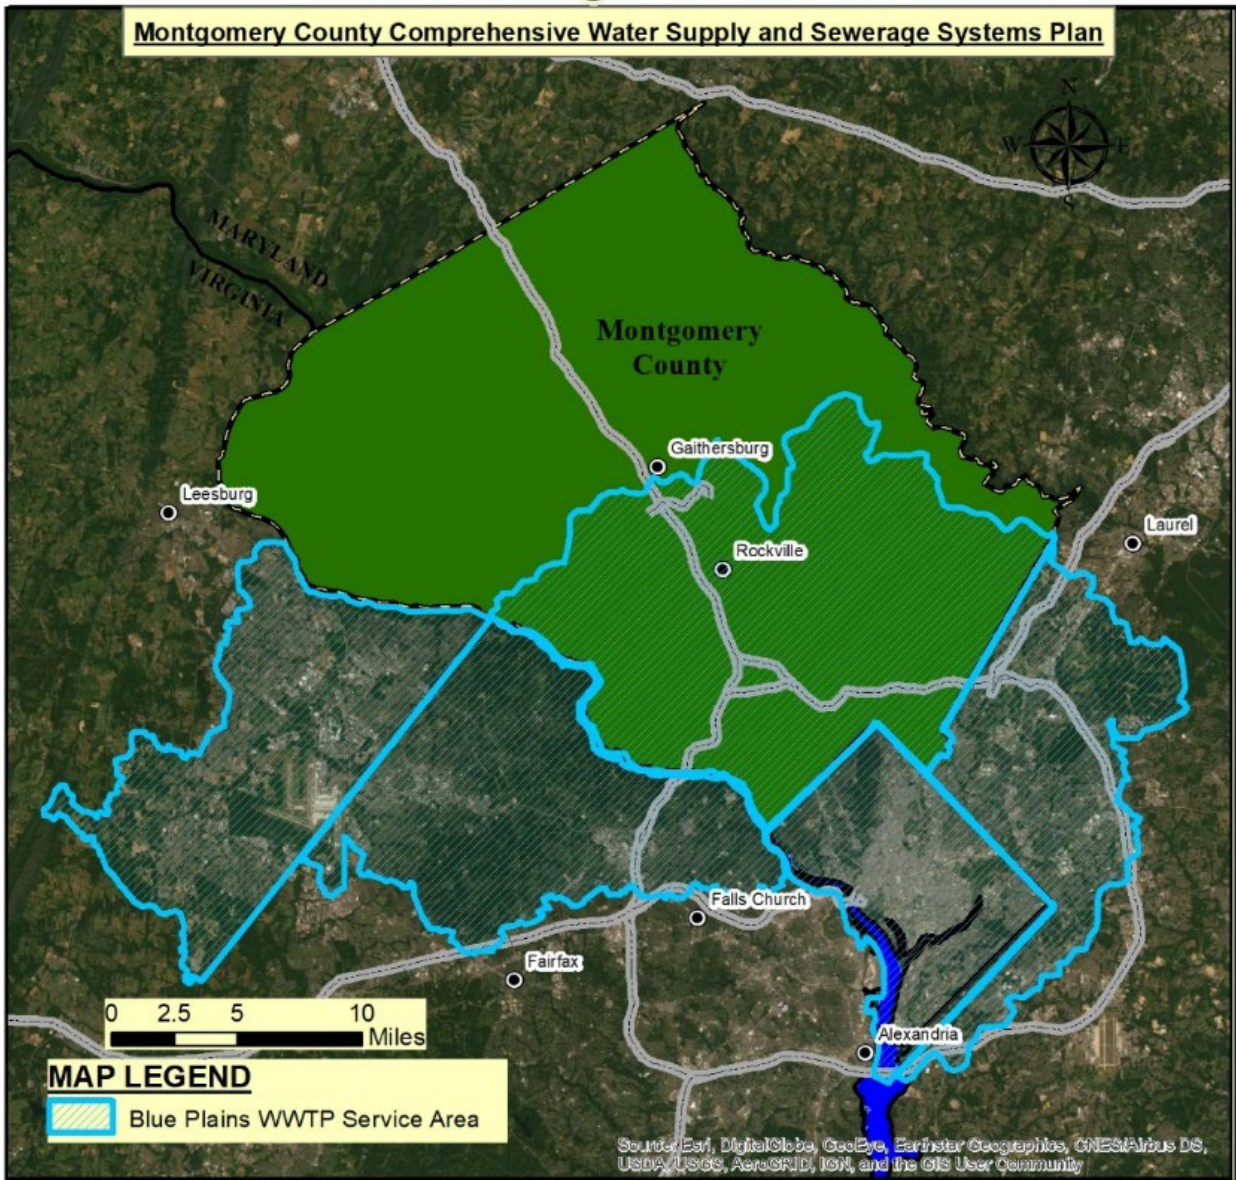 Montgomery County Comprehensive Water Supply and Sewerage Systems Plan
N
W E
S
MARYLAND
VIRGINIA
Montgomery
County
Gaithersburg
Leesburg
Laurel
Rockville
Falls Church
Fairfax
Alexandria
0 2.5 5 10
Miles
MAP LEGEND
Blue Plains WWTP Service Area
Source: Esri, DigitalGlobe, GeoEye, Earthstar Geographics, CNES/Airbus DS,
USDA, USGS, AeroGRID, IGN, and the GIS User Community